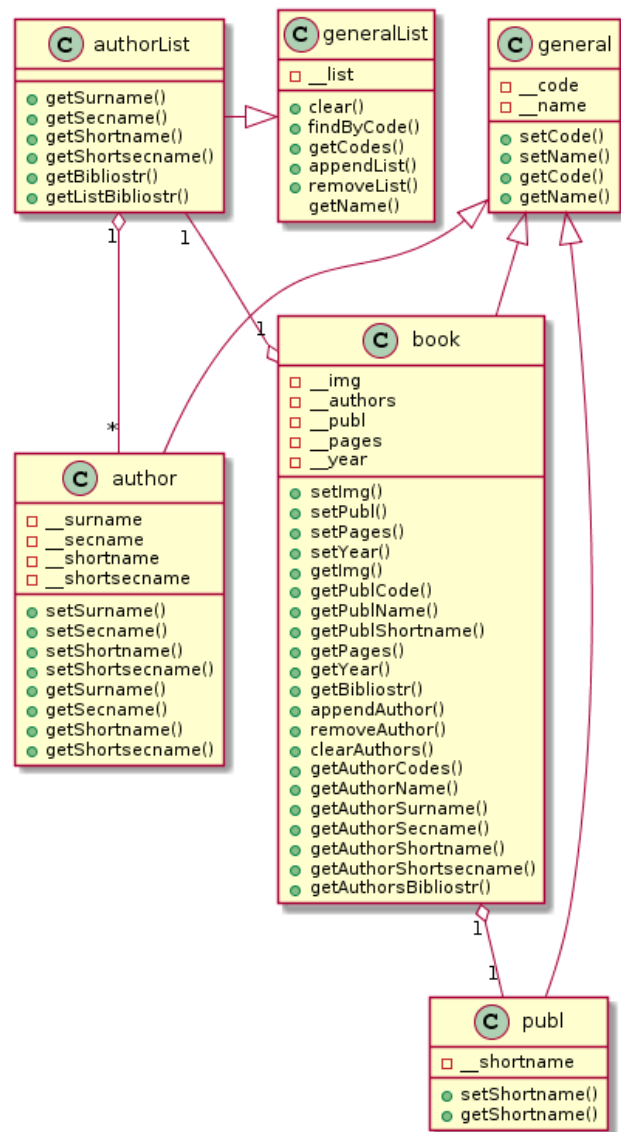 C authorList
getSurname()
getSecname()
getShortname()
getShortsecname()
getBibliostr()
getListBibliostr()
C generalList
__list
clear()
findByCode()
getCodes()
appendList()
removeList()
getName()
C general
__code
__name
setCode()
setName()
getCode()
getName()
1
1
1
*
C book
__img
__authors
__publ
__pages
__year
setImg()
setPubl()
setPages()
setYear()
getImg()
getPublCode()
getPublName()
getPublShortname()
getPages()
getYear()
getBibliostr()
appendAuthor()
removeAuthor()
clearAuthors()
getAuthorCodes()
getAuthorName()
getAuthorSurname()
getAuthorSecname()
getAuthorShortname()
getAuthorShortsecname()
getAuthorsBibliostr()
C author
__surname
__secname
__shortname
__shortsecname
setSurname()
setSecname()
setShortname()
setShortsecname()
getSurname()
getSecname()
getShortname()
getShortsecname()
1
1
C publ
__shortname
setShortname()
getShortname()